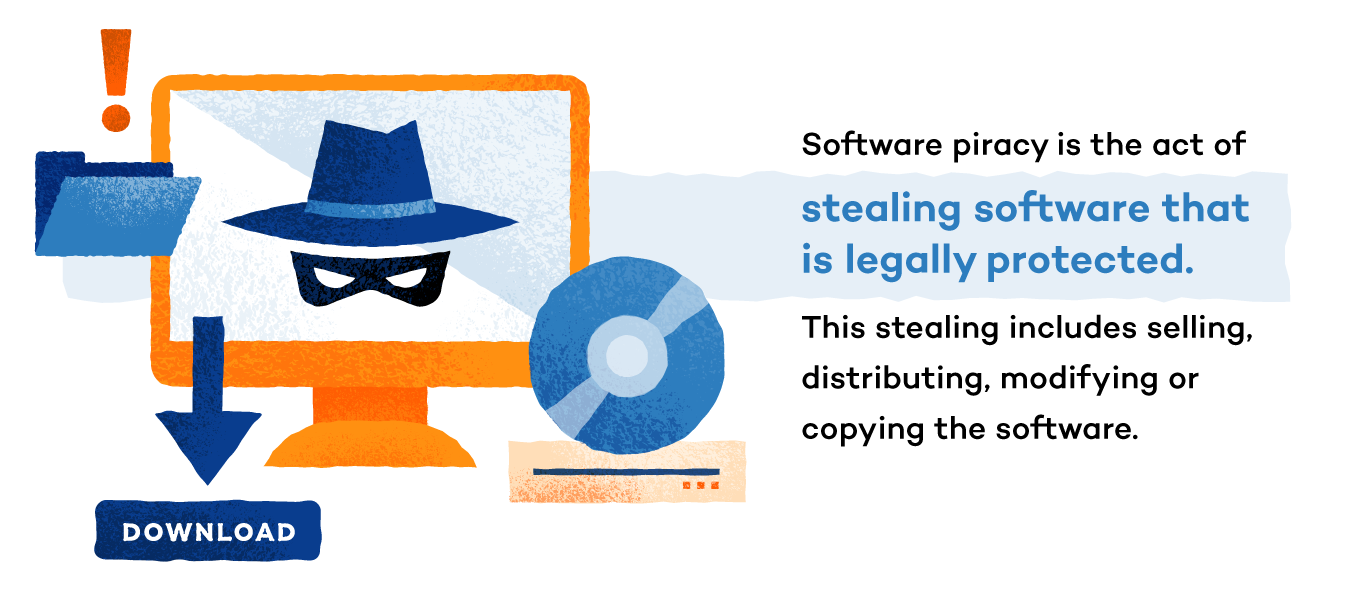 Software piracy is the act of
stealing software that
is legally protected.
This stealing includes selling,
distributing, modifying or
copying the software.
DOWNLOAD